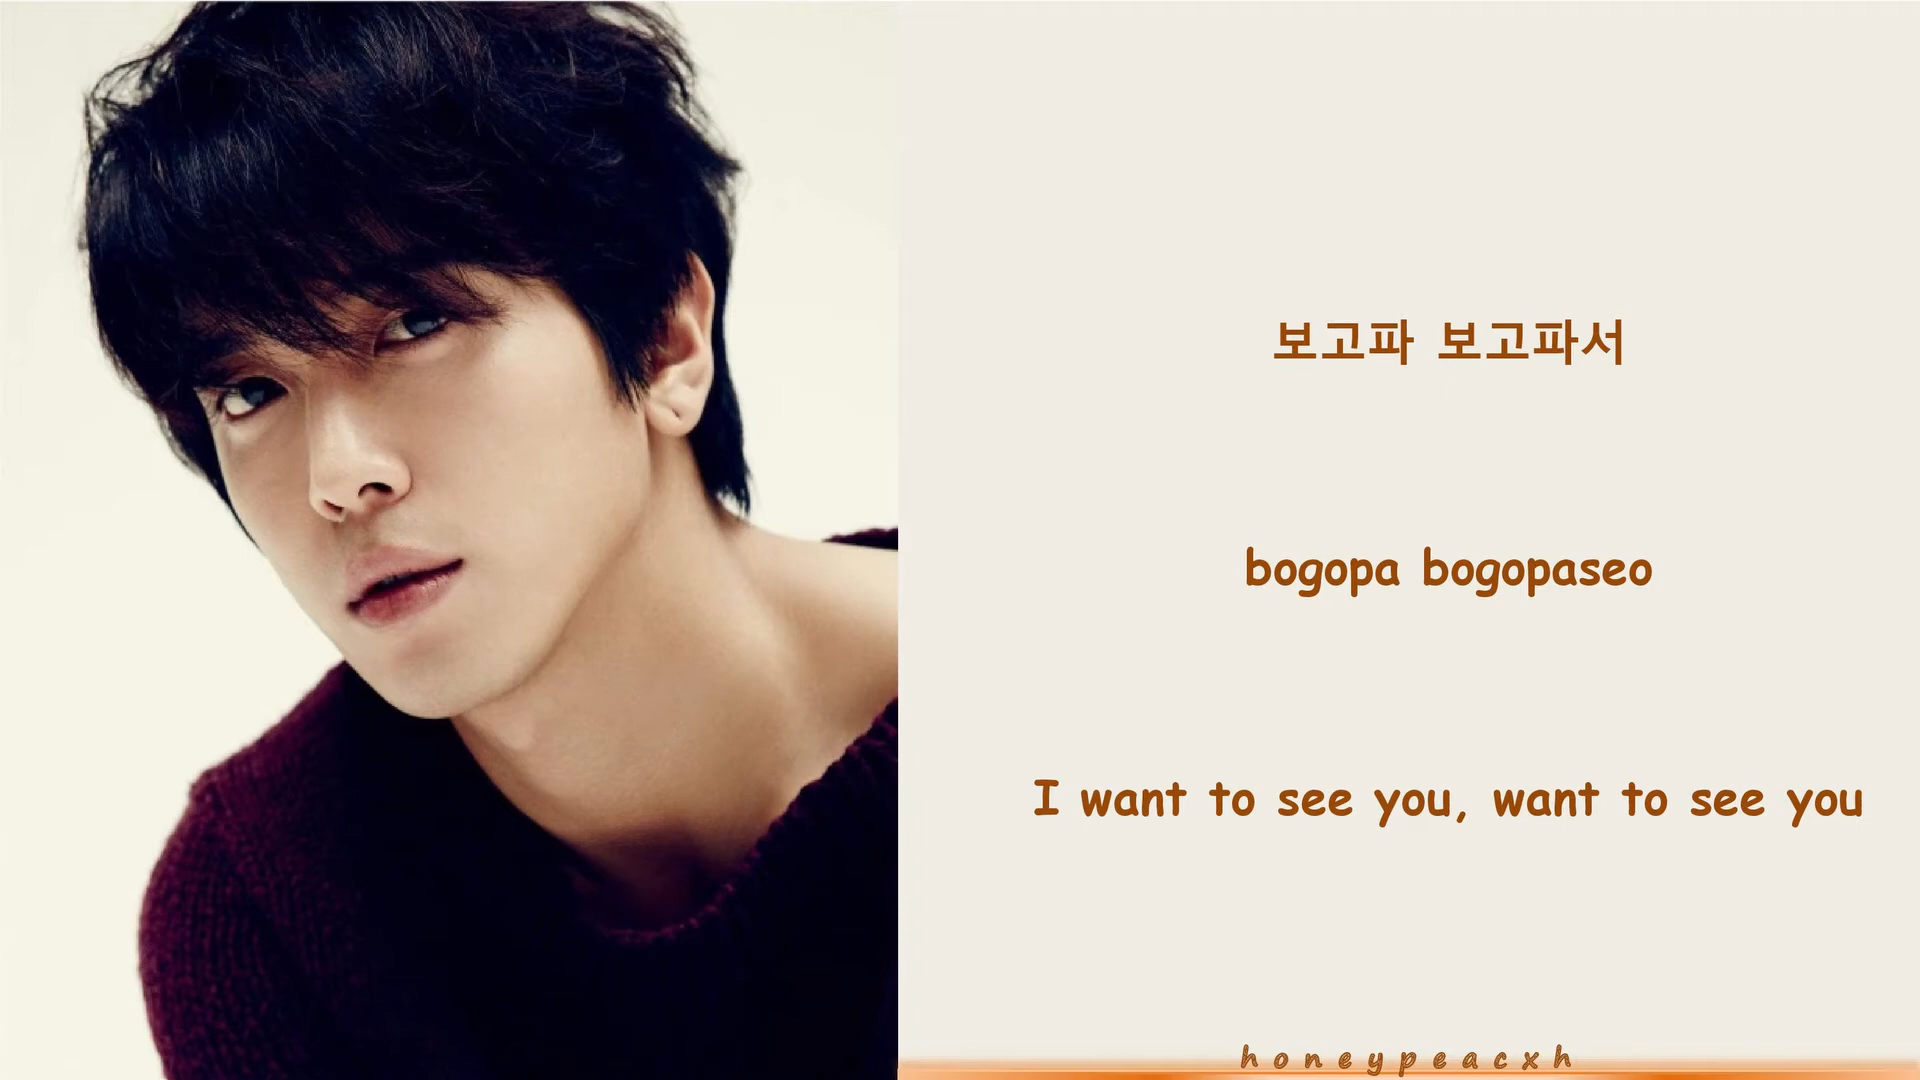 보고파 보고파서
bogopa bogopaseo
I want to see you, want to see you
honeypeacxh